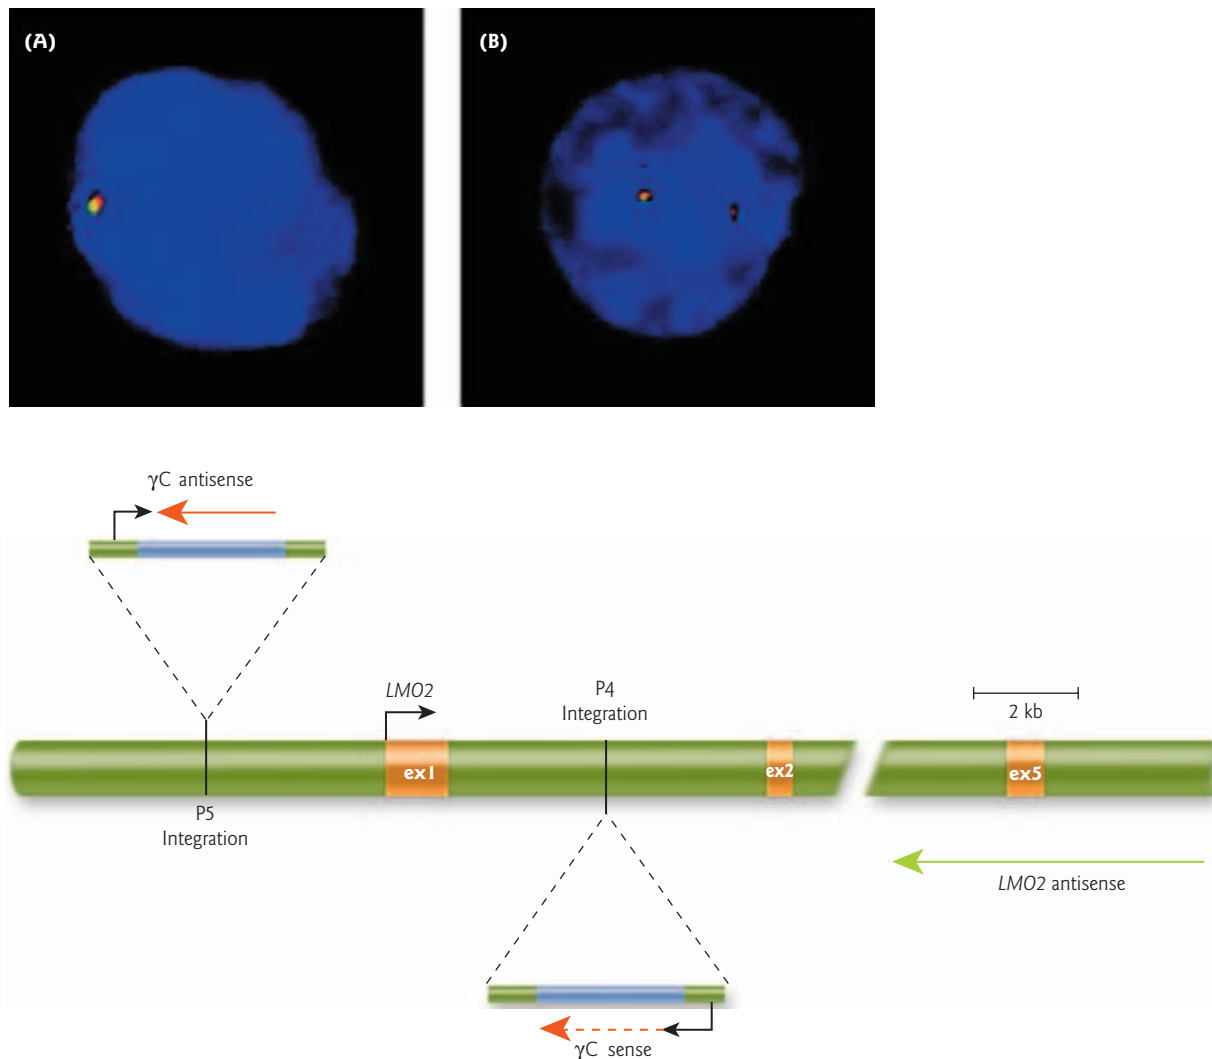 (A)
(B)
γC antisense
LMO2
P4
Integration
2 kb
ex1
ex2
ex5
P5
Integration
LMO2 antisense
γC sense